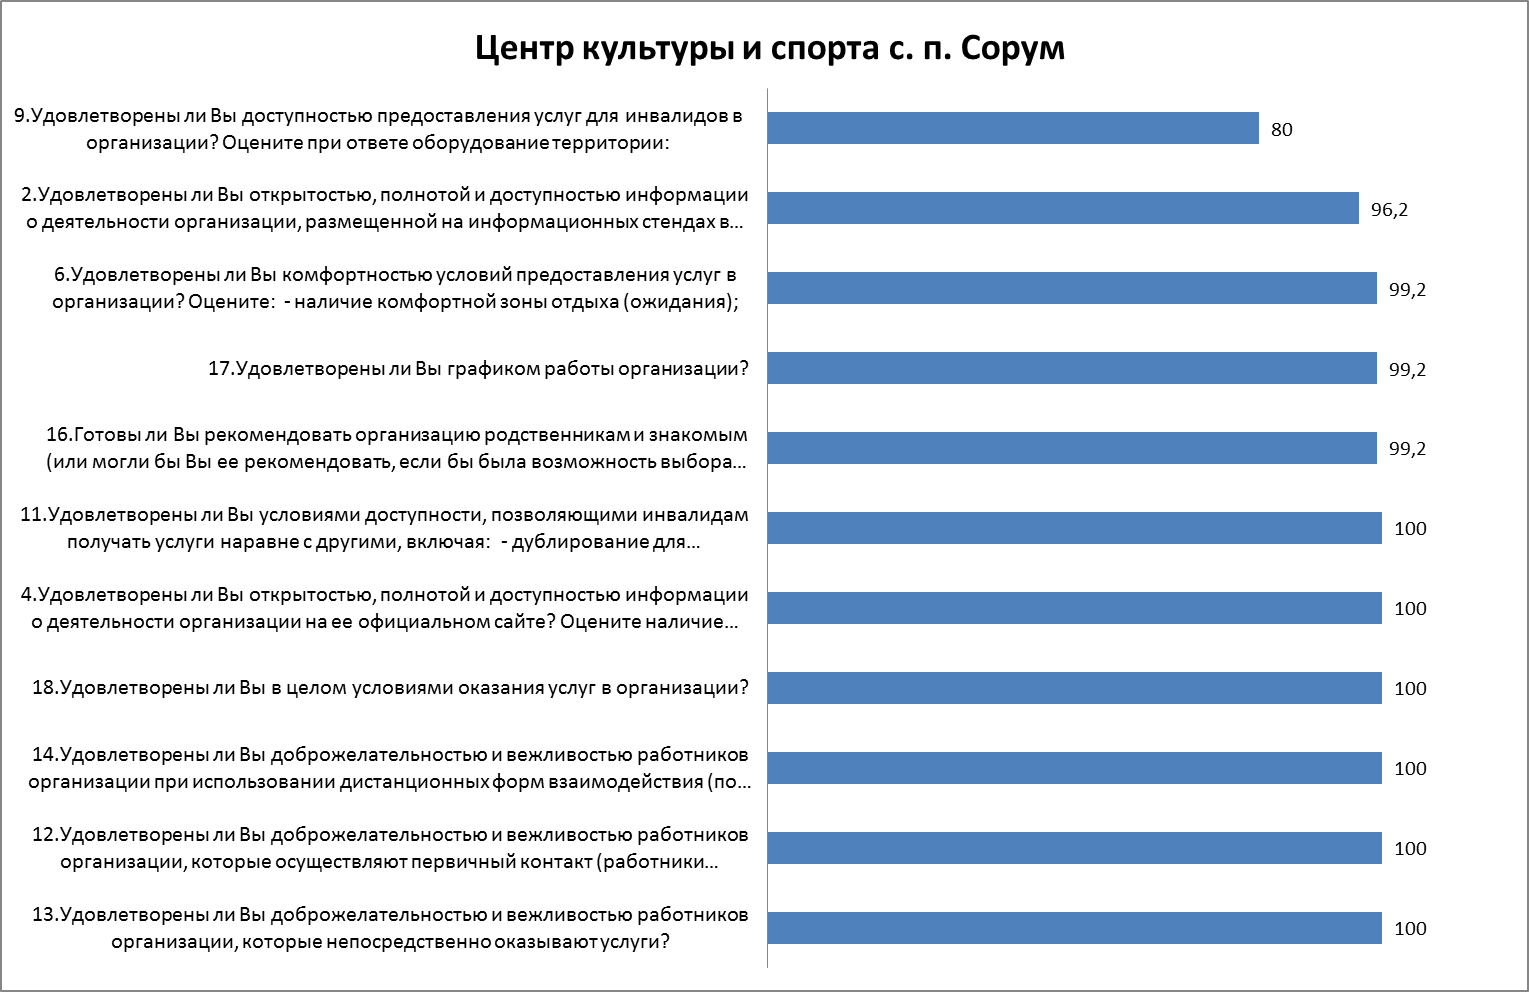 Центр культуры и спорта с. п. Сорум
9.Удовлетворены ли Вы доступностью предоставления услуг для инвалидов в
организации? Оцените при ответе оборудование территории:
80
2.Удовлетворены ли Вы открытостью, полнотой и доступностью информации
о деятельности организации, размещенной на информационных стендах в...
96,2
6.Удовлетворены ли Вы комфортностью условий предоставления услуг в
организации? Оцените:  - наличие комфортной зоны отдыха (ожидания);
99,2
17.Удовлетворены ли Вы графиком работы организации?
99,2
16.Готовы ли Вы рекомендовать организацию родственникам и знакомым
(или могли бы Вы ее рекомендовать, если бы была возможность выбора...
99,2
11.Удовлетворены ли Вы условиями доступности, позволяющими инвалидам
получать услуги наравне с другими, включая:  - дублирование для...
100
4.Удовлетворены ли Вы открытостью, полнотой и доступностью информации
о деятельности организации на ее официальном сайте? Оцените наличие...
100
18.Удовлетворены ли Вы в целом условиями оказания услуг в организации?
100
14.Удовлетворены ли Вы доброжелательностью и вежливостью работников
организации при использовании дистанционных форм взаимодействия (по...
100
12.Удовлетворены ли Вы доброжелательностью и вежливостью работников
организации, которые осуществляют первичный контакт (работники...
100
13.Удовлетворены ли Вы доброжелательностью и вежливостью работников
организации, которые непосредственно оказывают услуги?
100